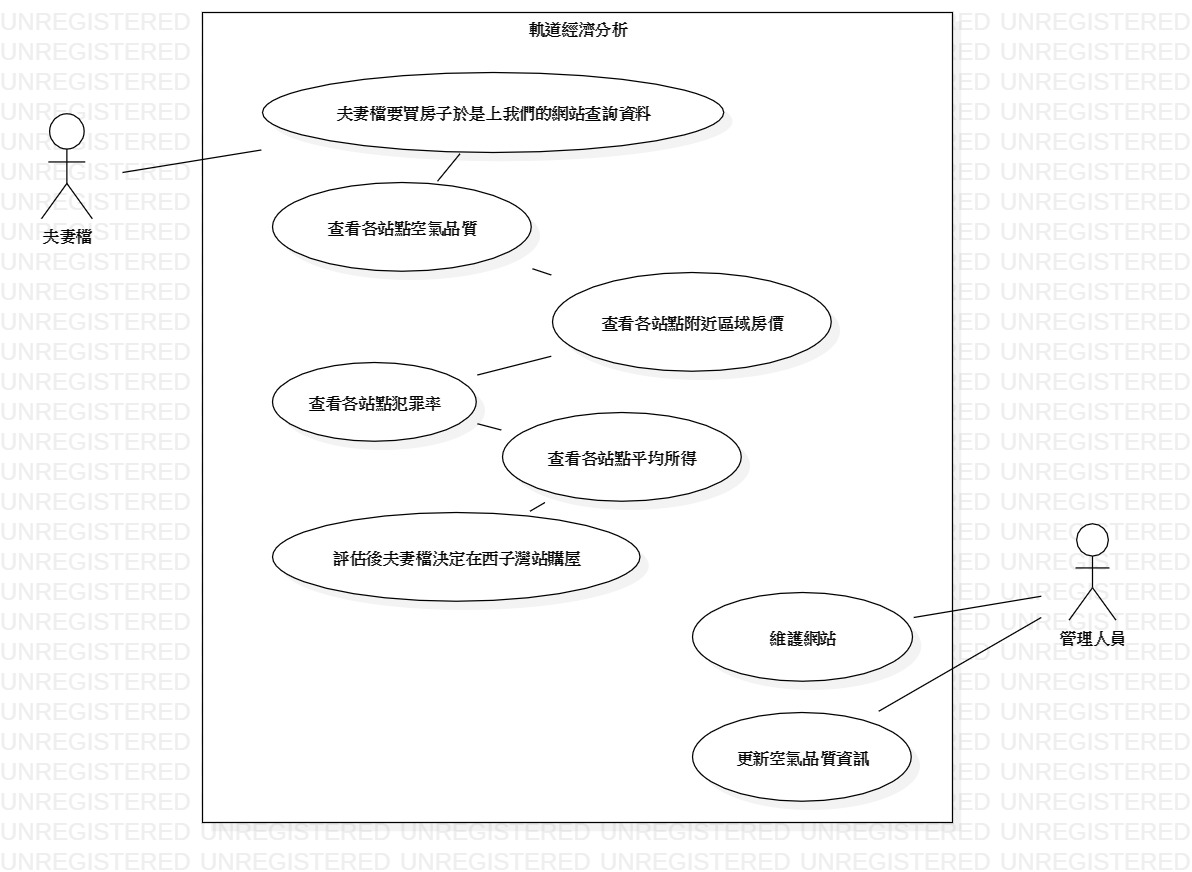 軌道經濟分析
夫妻檔要買房子於是上我們的網站查詢資料
夫妻檔
查看各站點空氣品質
查看各站點附近區域房價
查看各站點犯罪率
查看各站點平均所得
評估後夫妻檔決定在西子灣站購屋
維護網站
管理人員
更新空氣品質資訊
UNREGISTERED